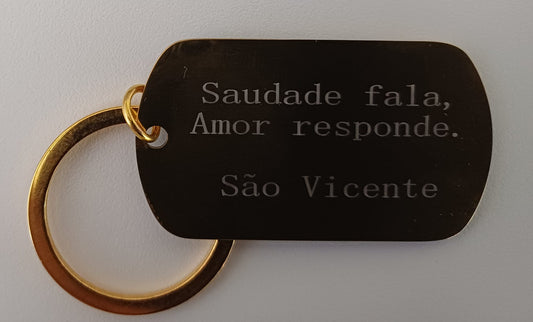 Saudade fala,
Amor responde.
São Vicente